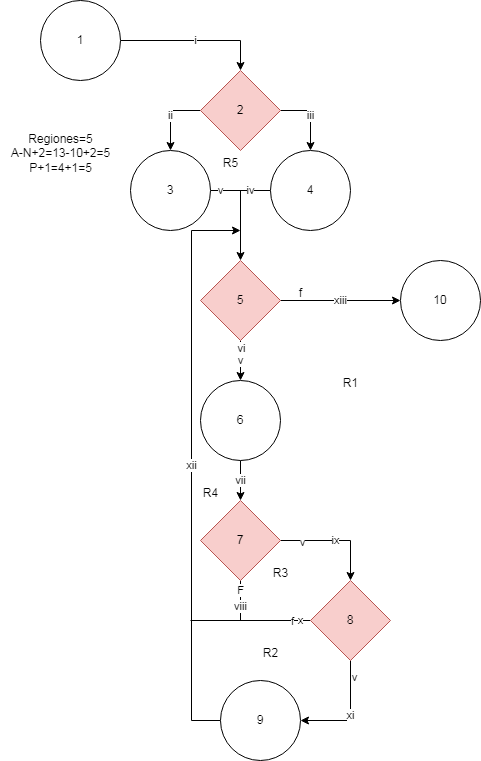 1
i
2
ii
iii
Regiones=5
A-N+2=13-10+2=5
P+1=4+1=5
R5
3
v
iv
4
5
f
xiii
10
vi
v
R1
6
xii
vii
R4
7
v
ix
R3
F
viii
f
x
8
R2
v
9
xi